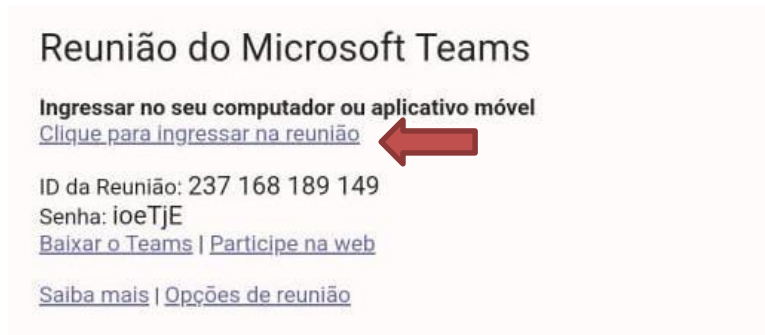 Reunião do Microsoft Teams
Ingressar no seu computador ou aplicativo móvel
Clique para ingressar na reunião
ID da Reunião: 237 168 189 149
Senha: ioeTjE
Baixar o Teams | Participe na web
Saiba mais | Opções de reunião